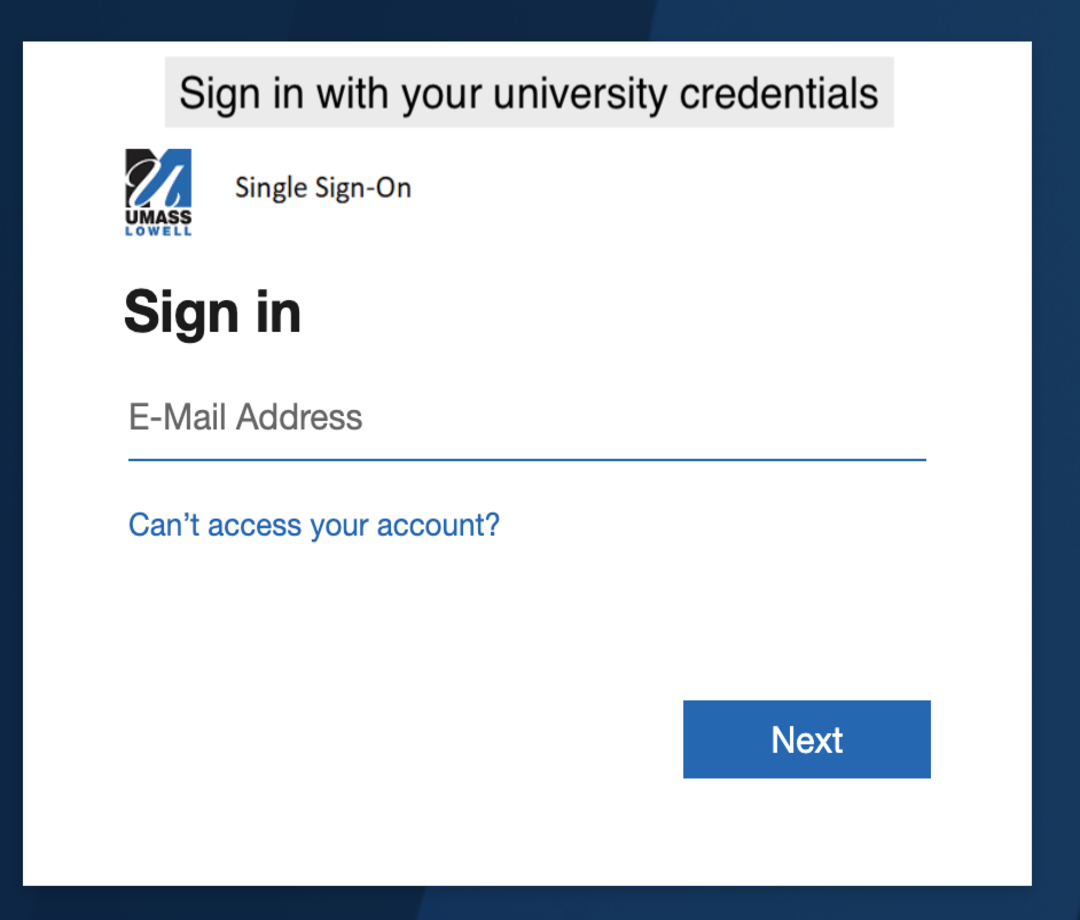 Sign in with your university credentials
UMASS
LOWELL
Single Sign-On
Sign in
E-Mail Address
Can’t access your account?
Next